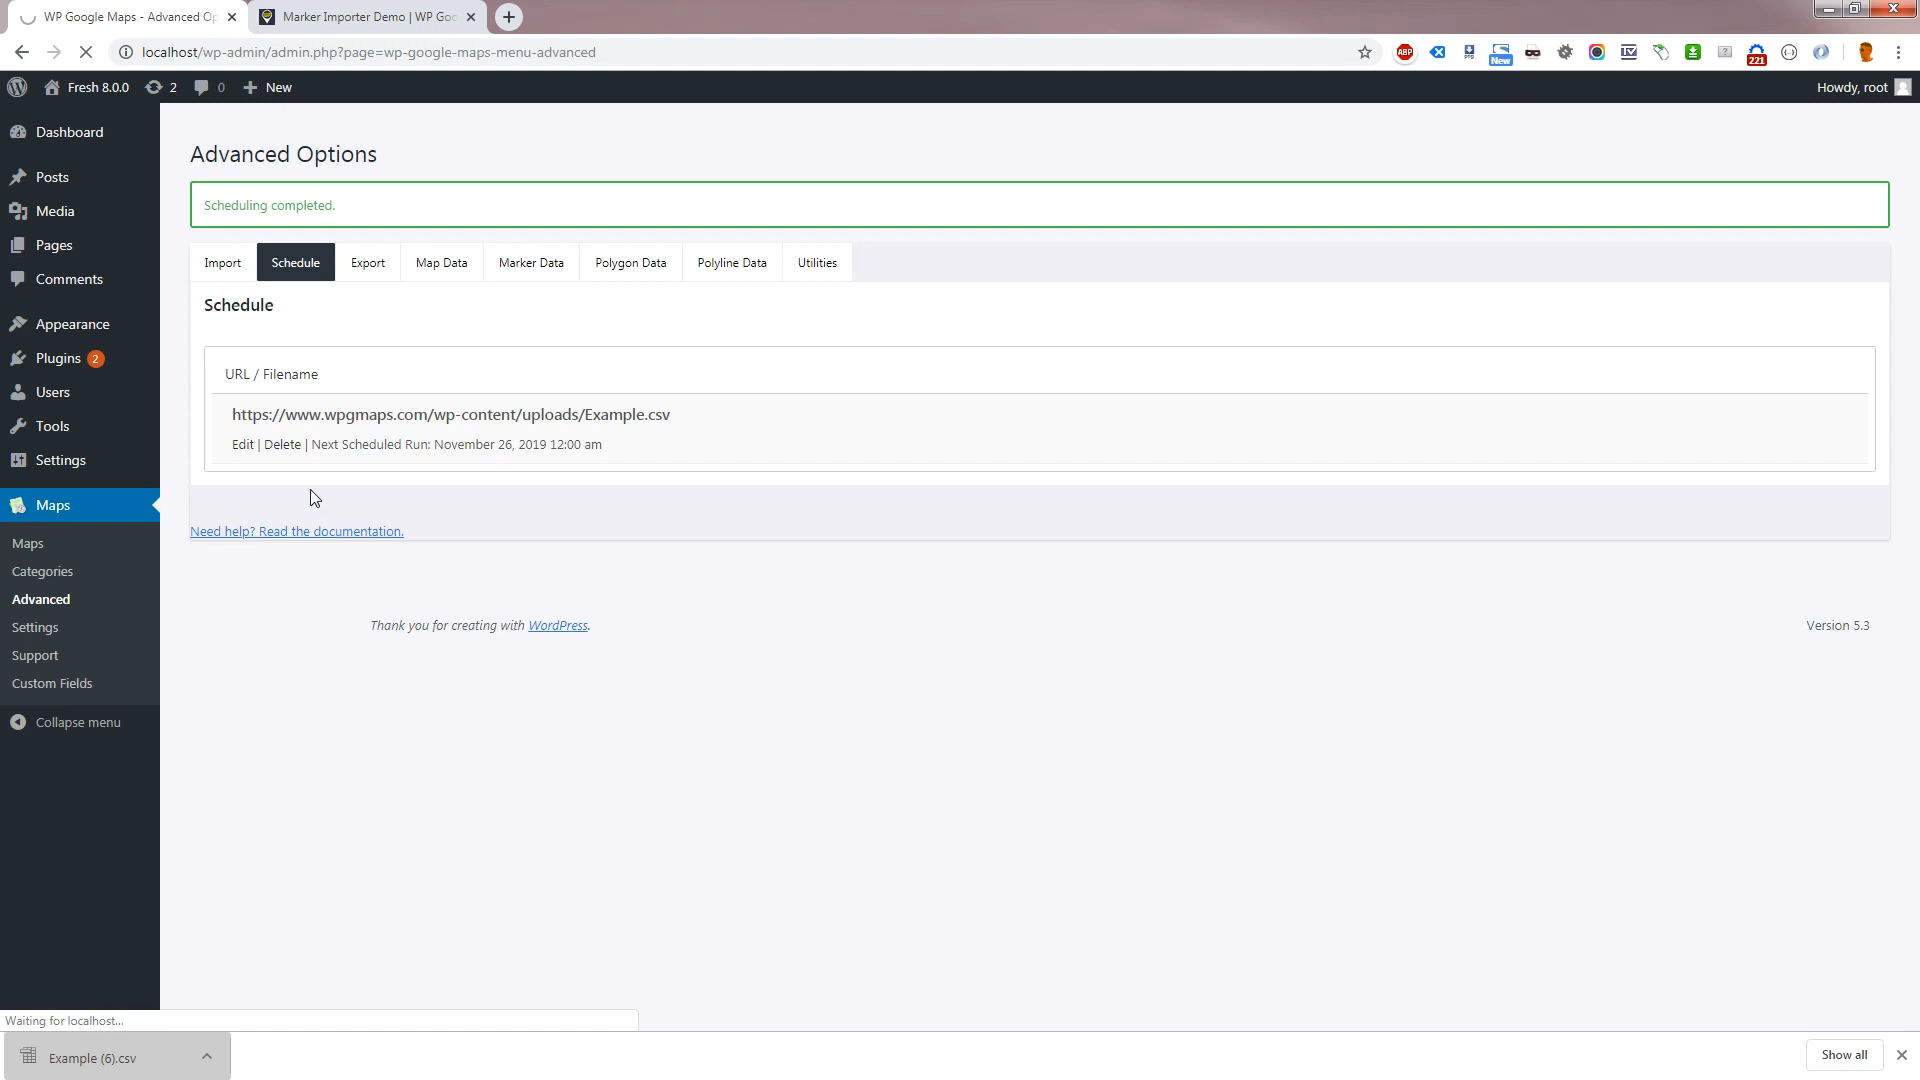 WP Google Maps - Advanced Op
Marker Importer Demo | WP Goo
localhost/wp-admin/admin.php?page=wp-google-maps-menu-advanced
ABP
New
221
Fresh 8.0.0
2
0
New
Howdy, root
Dashboard
Posts
Media
Pages
Comments
Appearance
Plugins 2
Users
Tools
Settings
Maps
Maps
Categories
Advanced
Settings
Support
Custom Fields
Collapse menu
Advanced Options
Scheduling completed.
Import
Schedule
Export
Map Data
Marker Data
Polygon Data
Polyline Data
Utilities
Schedule
URL / Filename
https://www.wpgmaps.com/wp-content/uploads/Example.csv
Edit | Delete | Next Scheduled Run: November 26, 2019 12:00 am
Need help? Read the documentation.
Thank you for creating with WordPress.
Version 5.3
Waiting for localhost...
Example (6).csv
Show all